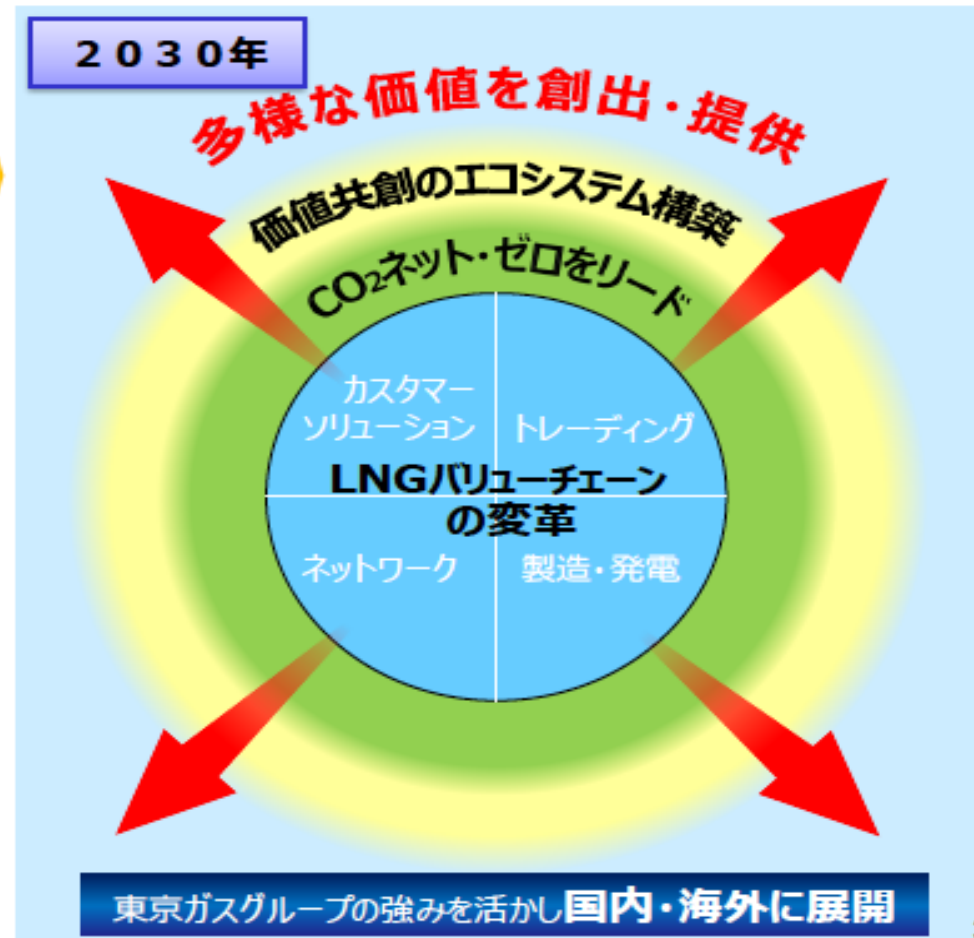 ２０３０年
多様な価値を創出・提供
価値共創のエコシステム構築
CO₂ネット・ゼロをリード
カスタマー
ソリューション
トレーディング
LNGバリューチェーン
の変革
ネットワーク
製造・発電
東京ガスグループの強みを活かし国内・海外に展開